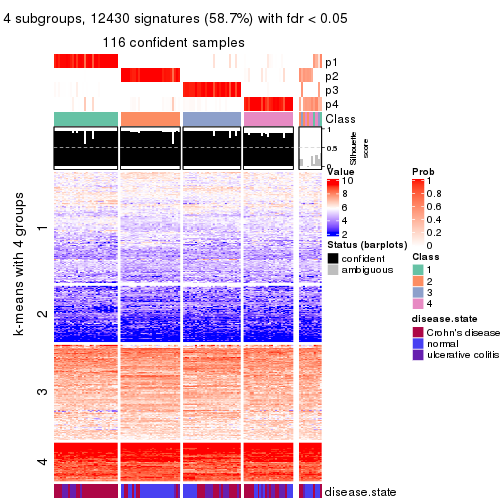 4 subgroups, 12430 signatures (58.7%) with fdr < 0.05
116 confident samples
p1
p2
p3
p4
Class
1
0.5
0
Silhouette
score
k-means with 4 groups
1
2
3
4
disease.state
Value
10
8
6
4
2
Status (barplots)
confident
ambiguous
Prob
1
0.8
0.6
0.4
0.2
0
Class
1
2
3
4
disease.state
Crohn's disease
normal
ulcerative colitis